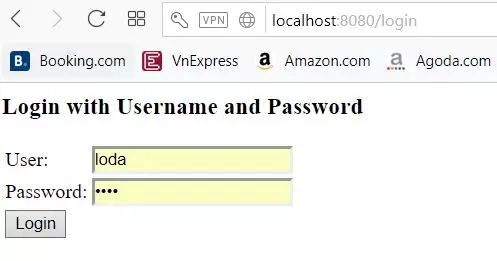 VPN localhost:8080/login
B. Booking.com E VnExpress a Amazon.com a Agoda.com
Login with Username and Password
User: loda
Password: ••••
Login